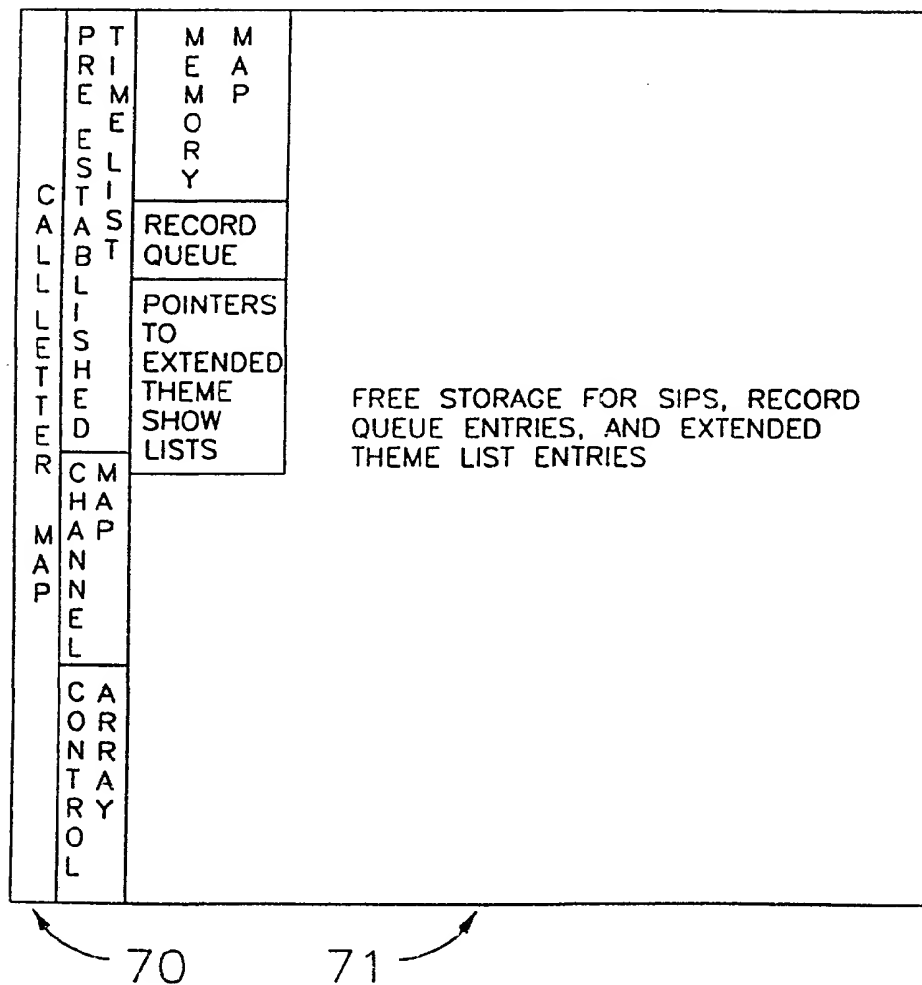 CALL LETTER MAP
PRE ESTABLISHED
TIME LIST
CHANNEL
MAP
CONTROL
ARRAY
MEMORY
MAP
RECORD
QUEUE
POINTERS
TO
EXTENDED
THEME
SHOW
LISTS
FREE STORAGE FOR SIPS, RECORD
QUEUE ENTRIES, AND EXTENDED
THEME LIST ENTRIES
70
71